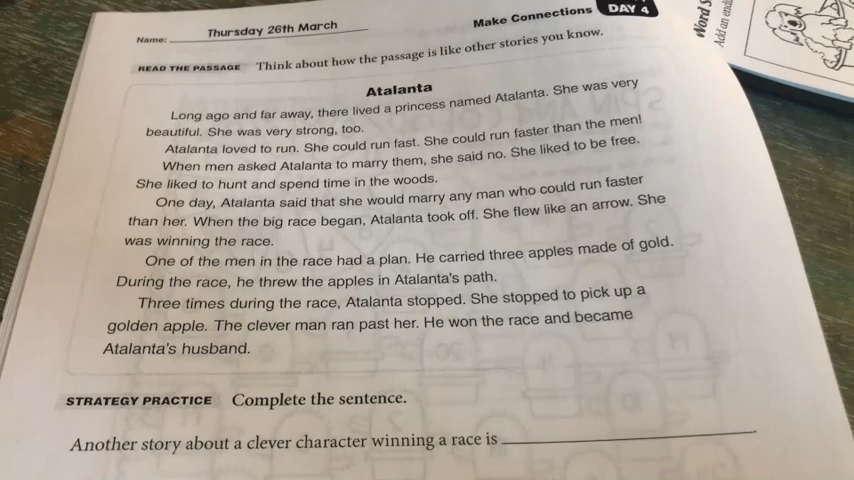 Make Connections DAY 4
Name: Thursday 26th March
READ THE PASSAGE Think about how the passage is like other stories you know.
Atalanta
Long ago and far away, there lived a princess named Atalanta. She was very
beautiful. She was very strong, too.
Atalanta loved to run. She could run fast. She could run faster than the men!
When men asked Atalanta to marry them, she said no. She liked to be free.
She liked to hunt and spend time in the woods.
One day, Atalanta said that she would marry any man who could run faster
than her. When the big race began, Atalanta took off. She flew like an arrow. She
was winning the race.
One of the men in the race had a plan. He carried three apples made of gold.
During the race, he threw the apples in Atalanta's path.
Three times during the race, Atalanta stopped. She stopped to pick up a
golden apple. The clever man ran past her. He won the race and became
Atalanta's husband.
STRATEGY PRACTICE Complete the sentence.
Another story about a clever character winning a race is
Word S
Add an endi